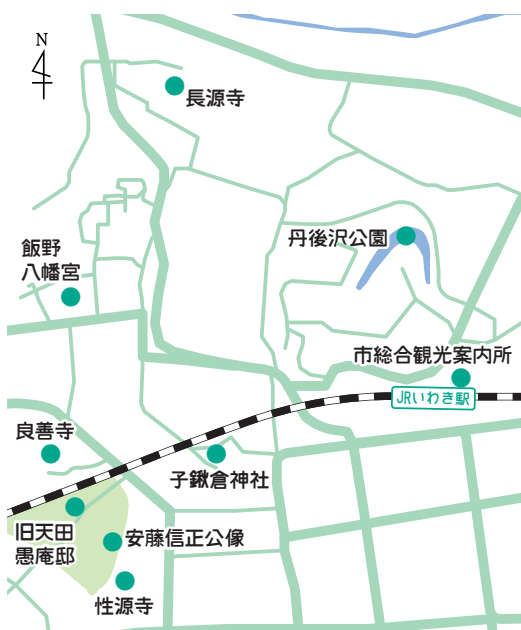 N
長源寺
丹後沢公園
飯野
八幡宮
市総合観光案内所
JRいわき駅
良善寺
子鍬倉神社
旧天田
愚庵邸
安藤信正公像
性源寺